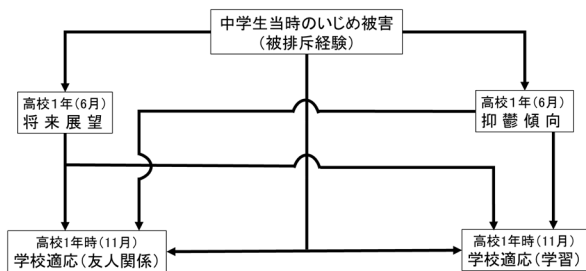 中学生当時のいじめ被害
(被排斥経験)
高校1年(6月)
将来展望
高校1年(6月)
抑鬱傾向
高校1年時(11月)
学校適応(友人関係)
高校1年時(11月)
学校適応(学習)